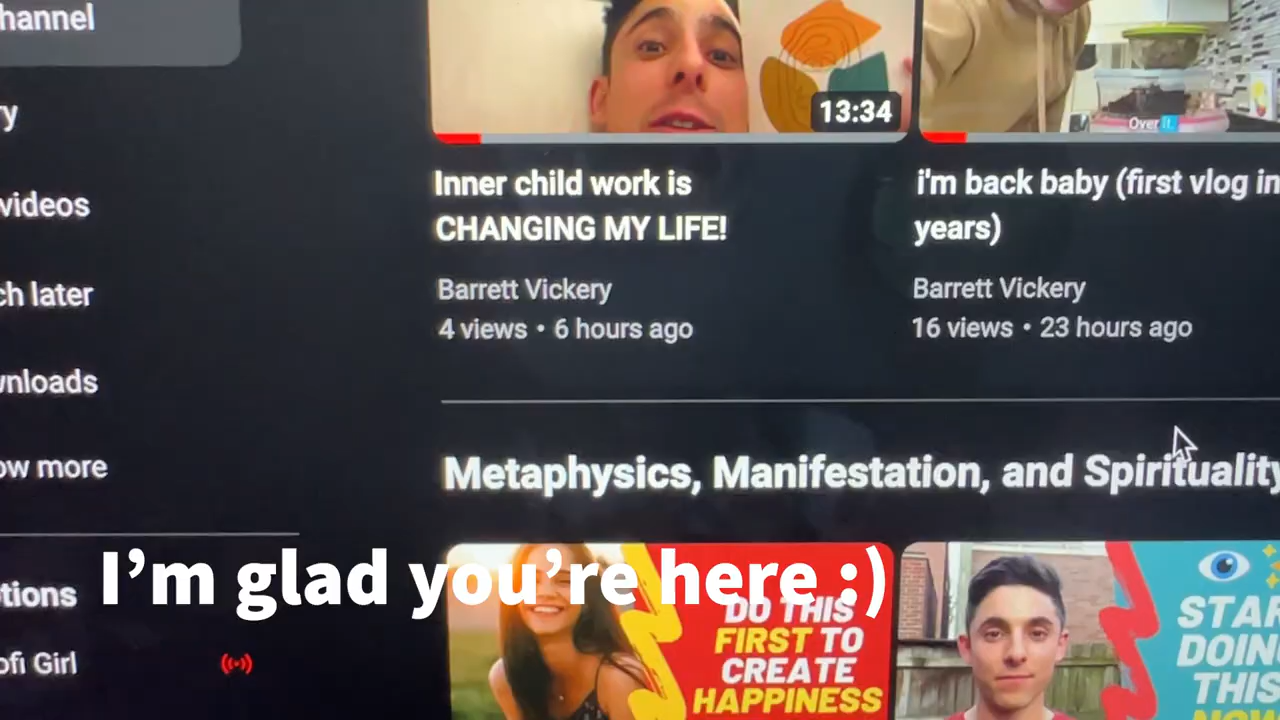 hannel
ry
videos
ch later
wnloads
ow more
tions
ofi Girl
13:34
Over It.
Inner child work is
CHANGING MY LIFE!
Barrett Vickery
4 views • 6 hours ago
i'm back baby (first vlog in
years)
Barrett Vickery
16 views • 23 hours ago
Metaphysics, Manifestation, and Spirituality
I’m glad you’re here :)
DO THIS
FIRST TO
CREATE
HAPPINESS
STAR
DOIN
THIS
NOW